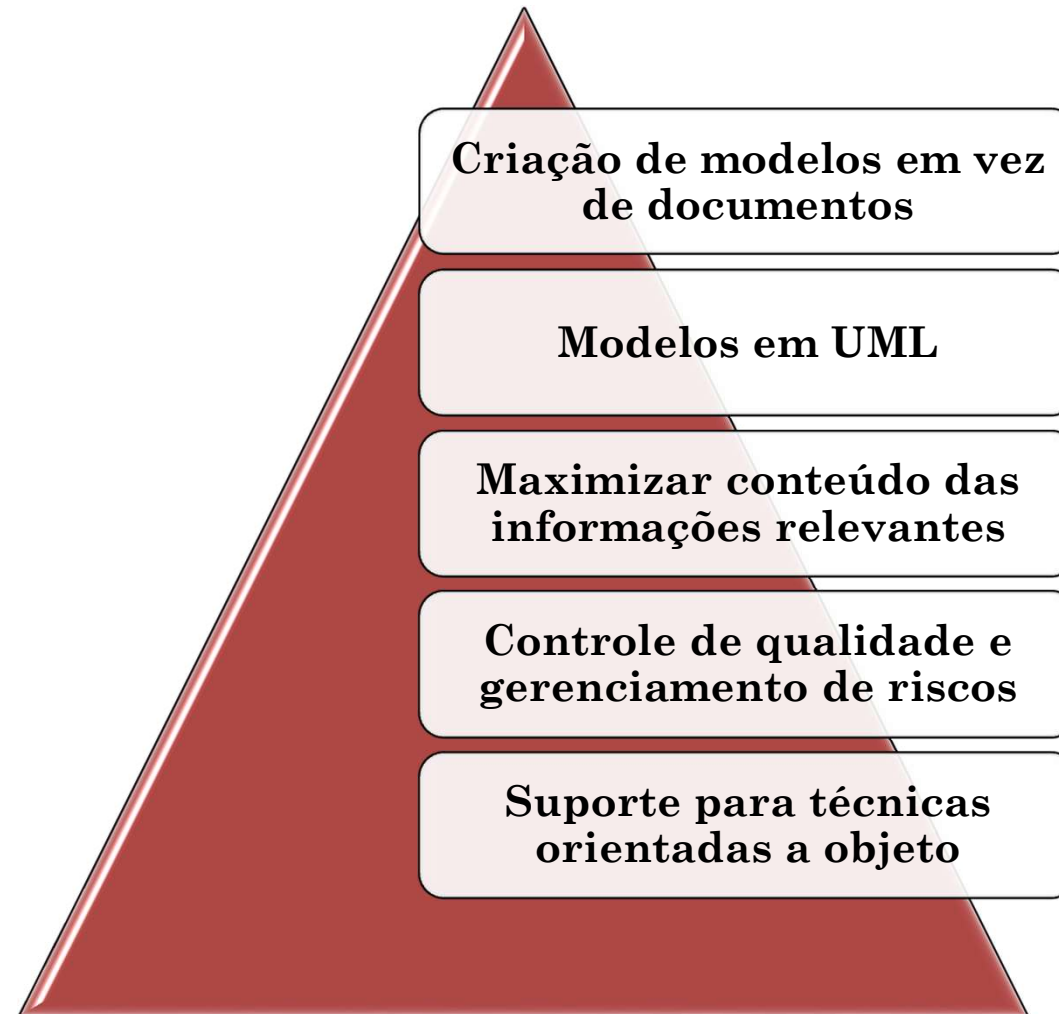 Criação de modelos em vez
de documentos
Modelos em UML
Maximizar conteúdo das
informações relevantes
Controle de qualidade e
gerenciamento de riscos
Suporte para técnicas
orientadas a objeto